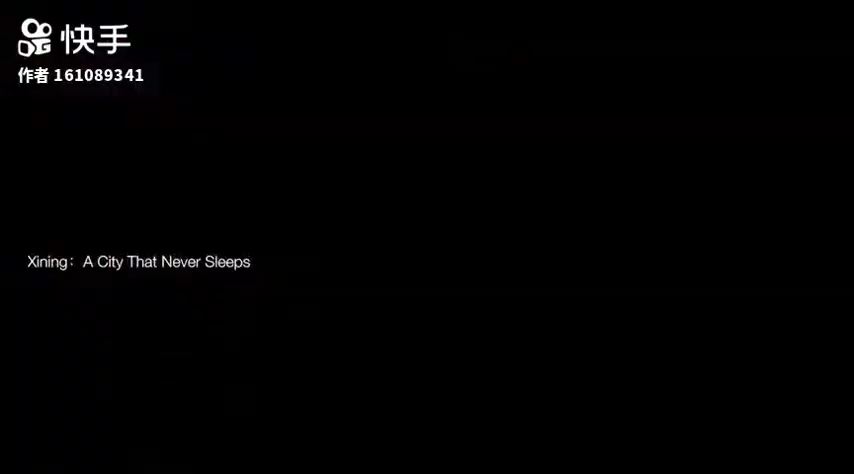 快手
作者 161089341
Xining：A City That Never Sleeps